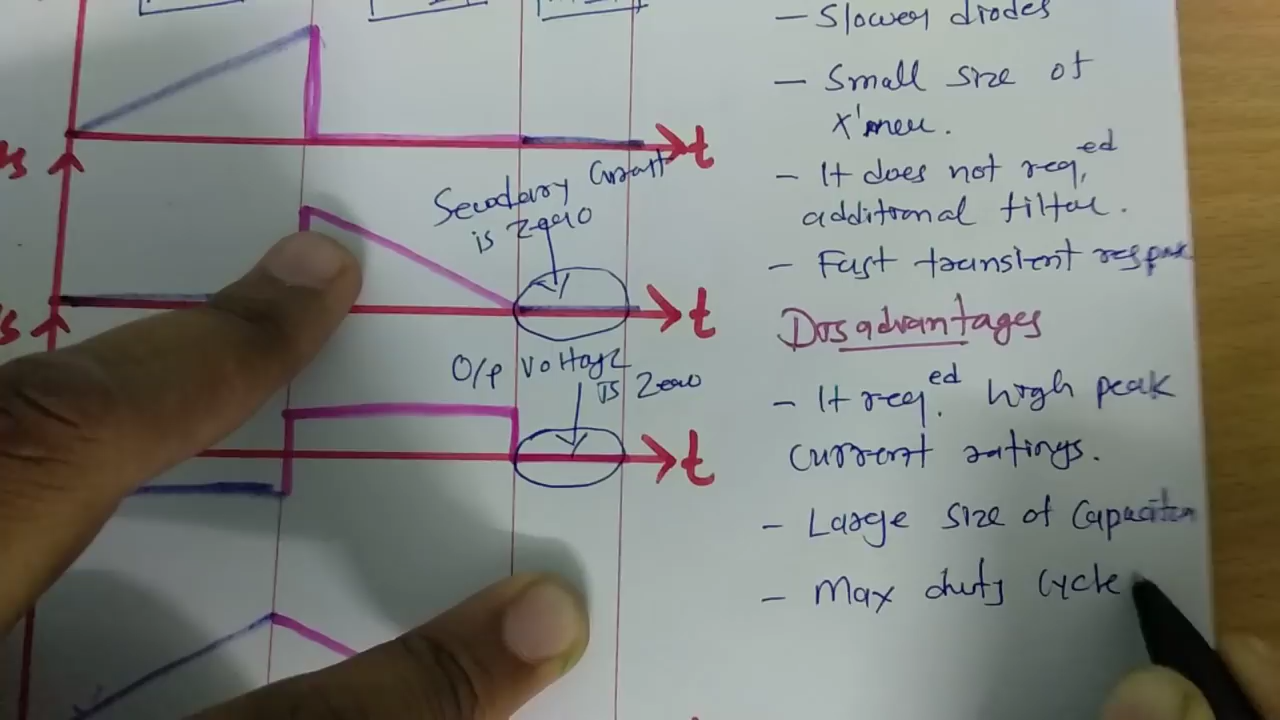 t
Secondary Current
is zero
t
O/p Voltage
is zero
t
- Slower diodes
- Small size of
X'mer.
- It does not req.ed
additional filter.
- Fast transient
Disadvantages
- It req.ed high peak
current ratings.
- Large size of Capacitor
- Max duty cycle